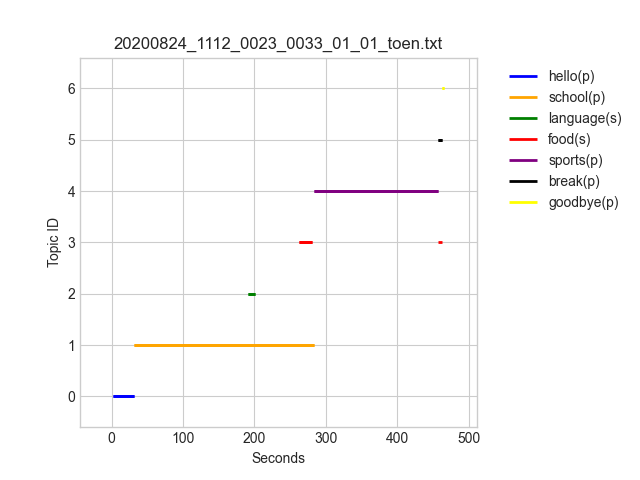 20200824_1112_0023_0033_01_01_toen.txt
6
5
4
3
2
1
0
Topic ID
0 100 200 300 400 500
Seconds
hello(p)
school(p)
language(s)
food(s)
sports(p)
break(p)
goodbye(p)